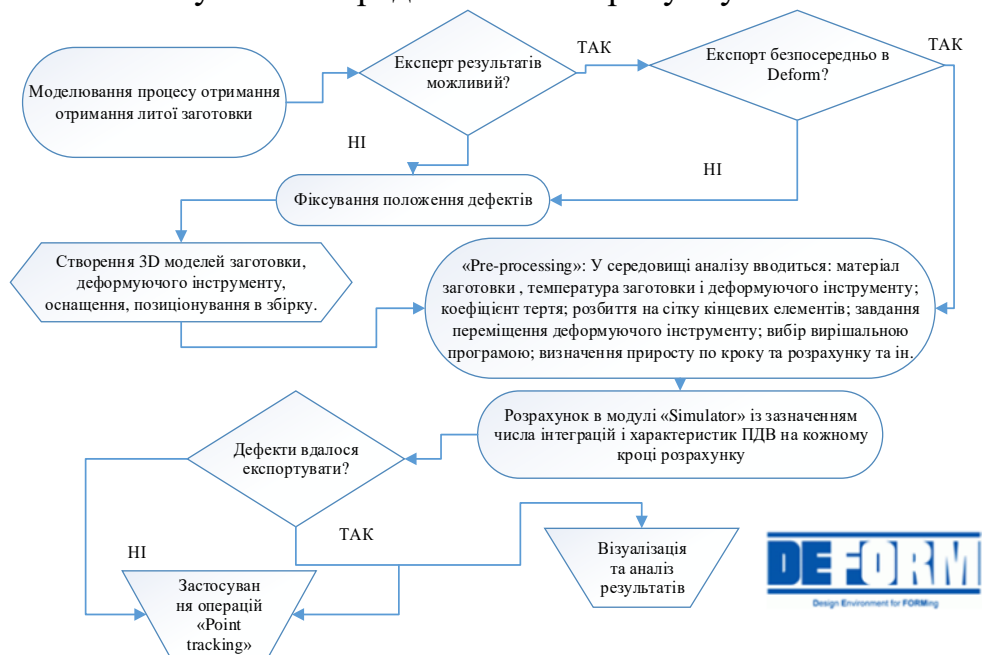 Моделювання процесу отримання
отримання литої заготовки
Експерт результатів
можливий?
ТАК
Експорт безпосередньо в
Deform?
ТАК
НІ
НІ
Фіксування положення дефектів
Створення 3D моделей заготовки,
деформуючого інструменту,
оснащення, позиціонування в збірку.
«Pre-processing»: У середовищі аналізу вводиться: матеріал
заготовки , температура заготовки і деформуючого інструменту;
коефіцієнт тертя; розбиття на сітку кінцевих елементів; завдання
переміщення деформуючого інструменту; вибір вирішальною
програмою; визначення приросту по кроку та розрахунку та ін.
Розрахунок в модулі «Simulator» із зазначенням
числа інтеграцій і характеристик ПДВ на кожному
кроці розрахунку
Дефекти вдалося
експортувати?
ТАК
НІ
Застосуван
ня операцій
«Point
tracking»
Візуалізація
та аналіз
результатів
DEFORM
Design Environment for FORMing